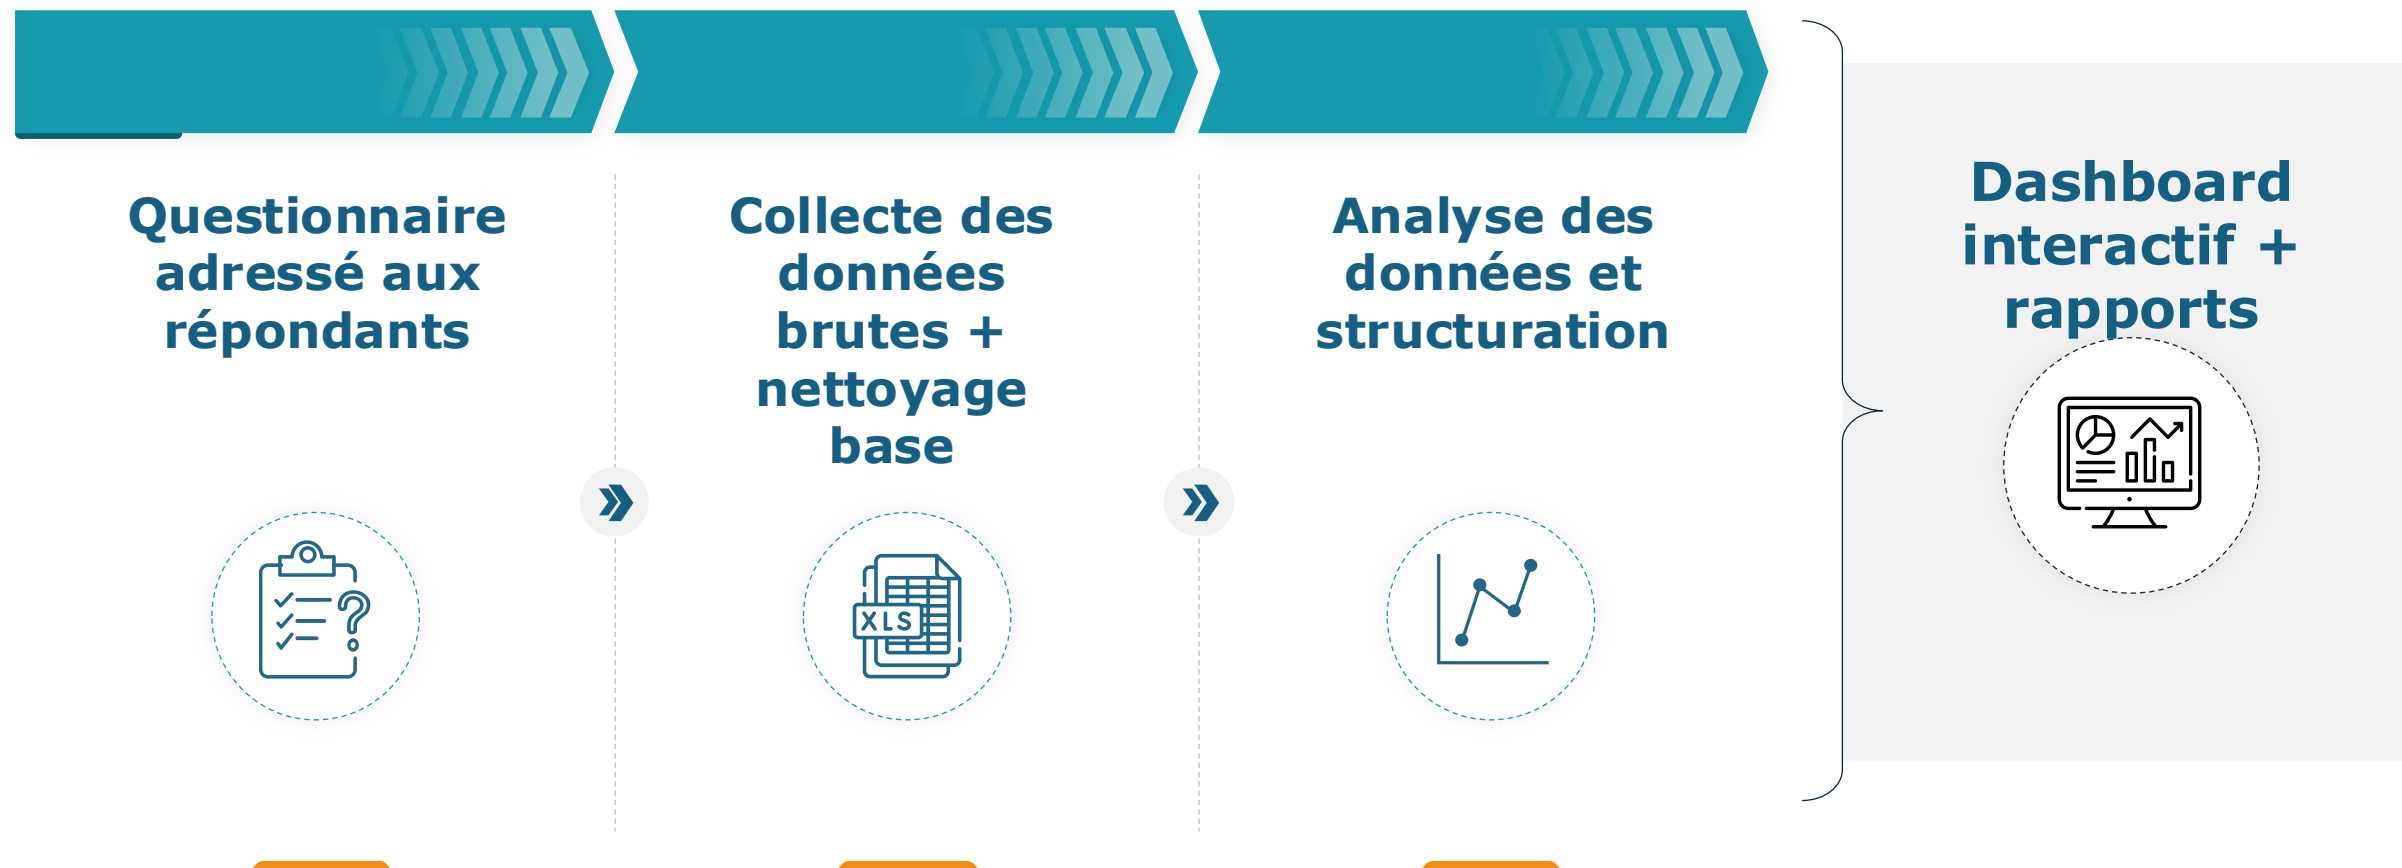 Questionnaire
adressé aux
répondants
Collecte des
données
brutes +
nettoyage
base
XLS
Analyse des
données et
structuration
Dashboard
interactif +
rapports